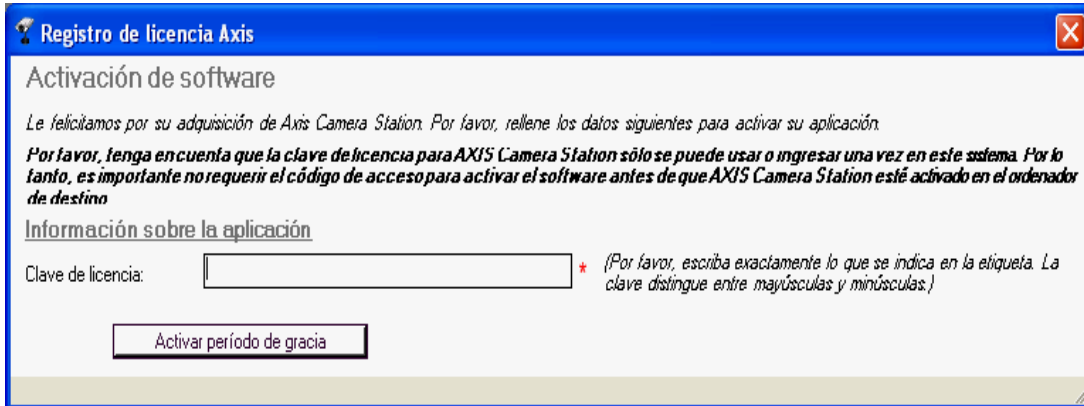 Registro de licencia Axis
Activación de software
Le felicitamos por su adquisición de Axis Camera Station. Por favor, rellene los datos siguientes para activar su aplicación.
Por favor, tenga en cuenta que la clave de licencia para AXIS Camera Station sólo se puede usar o ingresar una vez en este sistema. Por lo
tanto, es importante no requerir el código de acceso para activar el software antes de que AXIS Camera Station esté activado en el ordenador
de destino
Información sobre la aplicación
Clave de licencia: * (Por favor, escriba exactamente lo que se indica en la etiqueta. La
clave distingue entre mayúsculas y minúsculas.)
Activar período de gracia